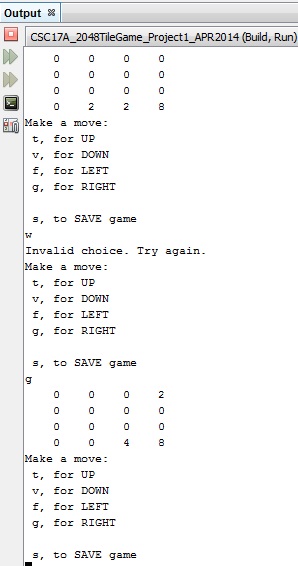 Output
CSC17A_2048TileGame_Project1_APR2014 (Build, Run)
0 0 0 0
0 0 0 0
0 0 0 0
0 2 2 8
Make a move:
t, for UP
v, for DOWN
f, for LEFT
g, for RIGHT
s, to SAVE game
w
Invalid choice. Try again.
Make a move:
t, for UP
v, for DOWN
f, for LEFT
g, for RIGHT
s, to SAVE game
g
0 0 0 2
0 0 0 0
0 0 0 0
0 0 4 8
Make a move:
t, for UP
v, for DOWN
f, for LEFT
g, for RIGHT
s, to SAVE game